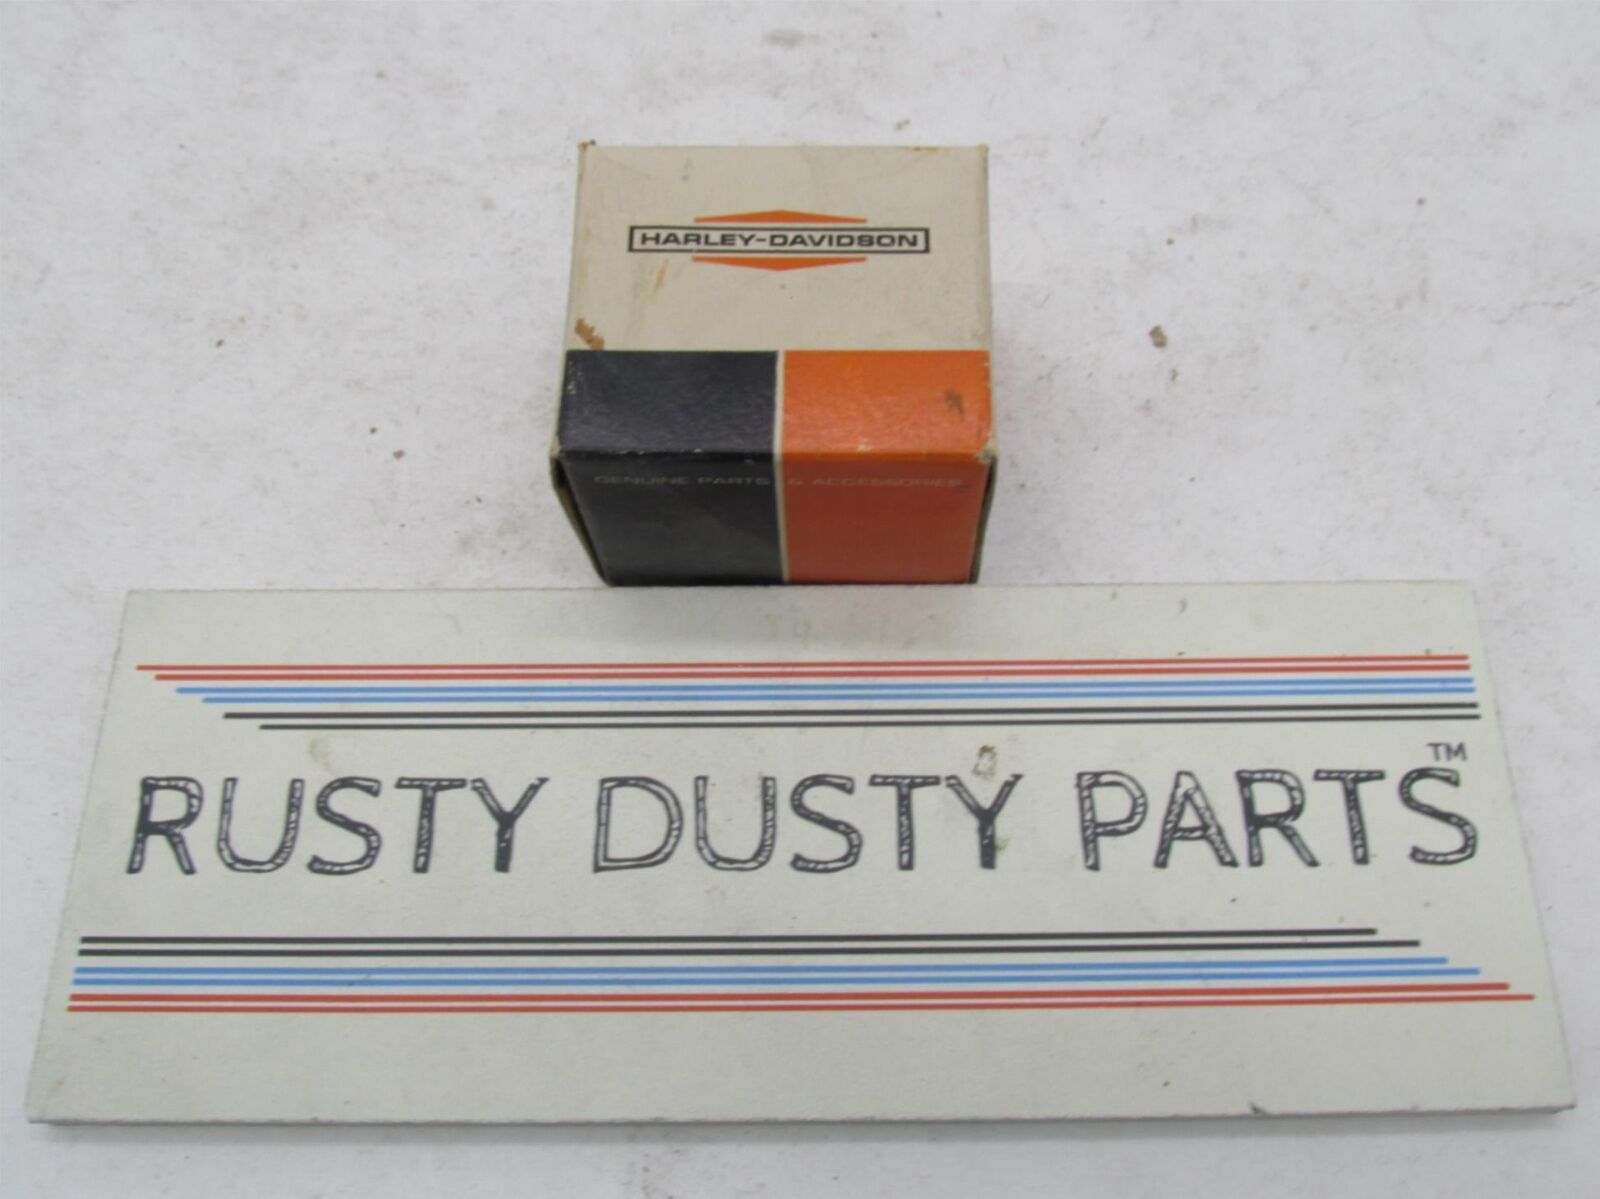 HARLEY-DAVIDSON
GENUINE PARTS & ACCESSORIES
RUSTY DUSTY PARTS™